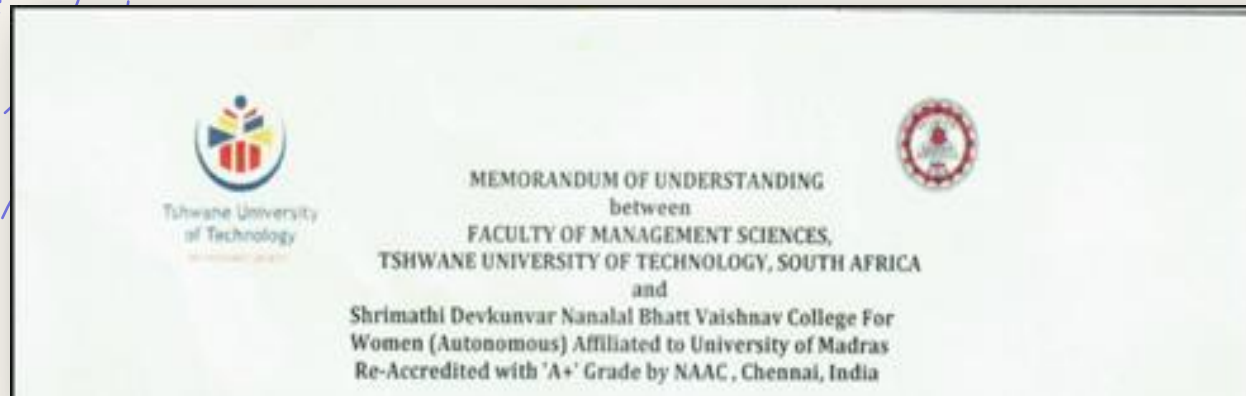 Tshwane University
of Technology
MEMORANDUM OF UNDERSTANDING
between
FACULTY OF MANAGEMENT SCIENCES,
TSHWANE UNIVERSITY OF TECHNOLOGY, SOUTH AFRICA
and
Shrimathi Devkunvar Nanalal Bhatt Vaishnav College For
Women (Autonomous) Affiliated to University of Madras
Re-Accredited with 'A+' Grade by NAAC , Chennai, India